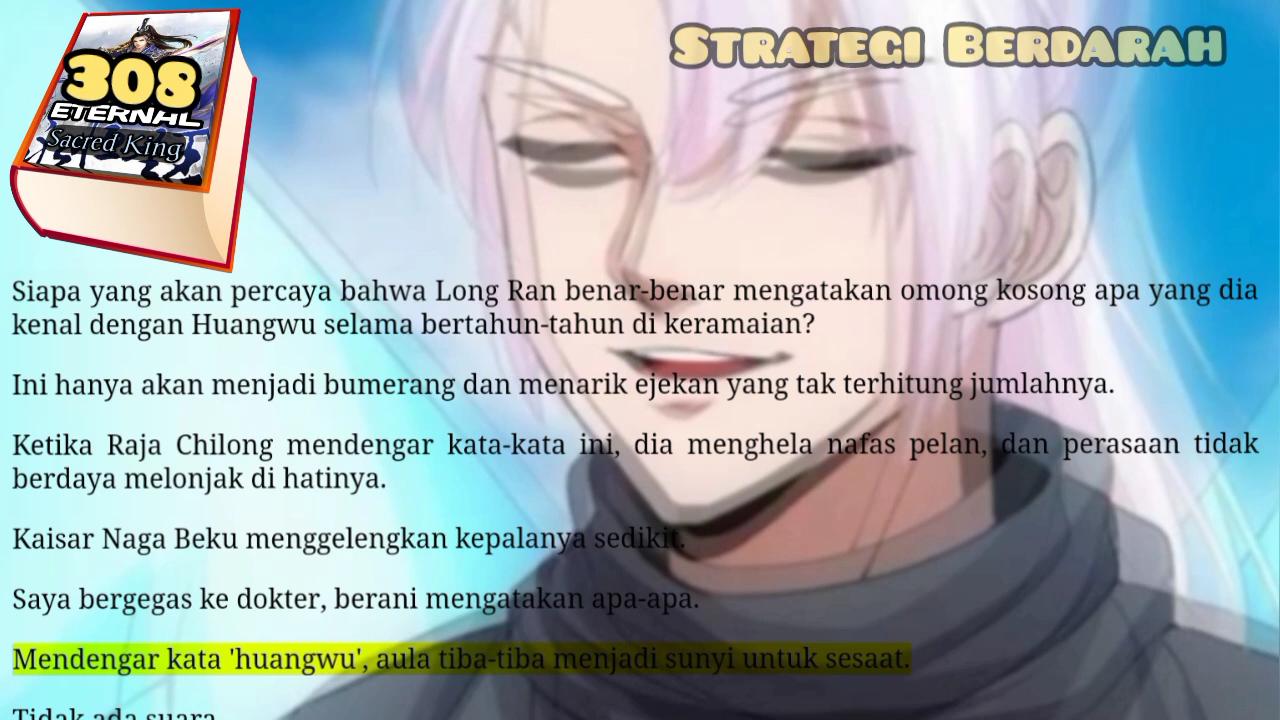 308
ETERNAL
Sacred King
STRATEGI BERDARAH
Siapa yang akan percaya bahwa Long Ran benar-benar mengatakan omong kosong apa yang dia
kenal dengan Huangwu selama bertahun-tahun di keramaian?
Ini hanya akan menjadi bumerang dan menarik ejekan yang tak terhitung jumlahnya.
Ketika Raja Chilong mendengar kata-kata ini, dia menghela nafas pelan, dan perasaan tidak
berdaya melonjak di hatinya.
Kaisar Naga Beku menggelengkan kepalanya sedikit.
Saya bergegas ke dokter, berani mengatakan apa-apa.
Mendengar kata 'huangwu', aula tiba-tiba menjadi sunyi untuk sesaat.
Tidak ada suara